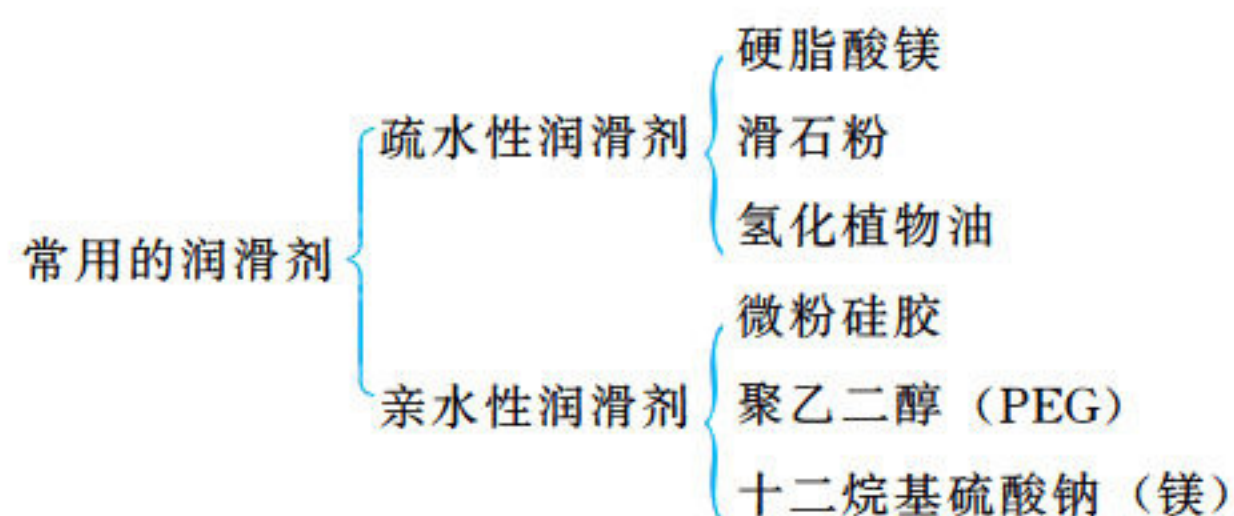 常用的润滑剂
疏水性润滑剂
硬脂酸镁
滑石粉
氢化植物油
亲水性润滑剂
微粉硅胶
聚乙二醇（PEG）
十二烷基硫酸钠（镁）